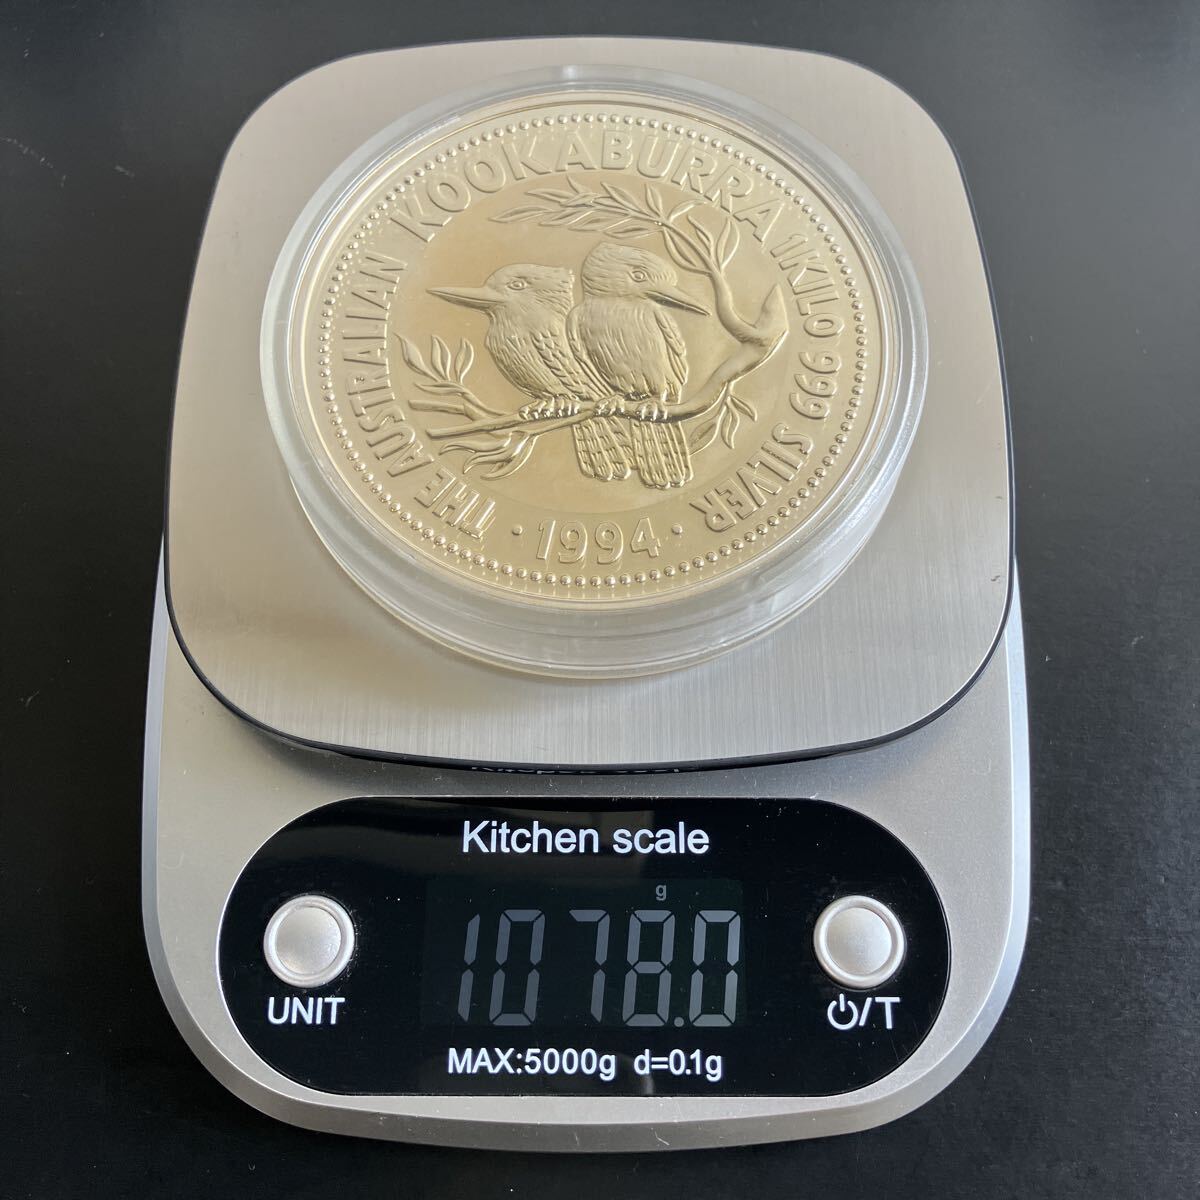 THE AUSTRALIAN KOOKABURRA 1 KILO 999 SILVER
· 1994 ·
Kitchen scale
g
1078.0
UNIT
⏻/T
MAX:5000g d=0.1g